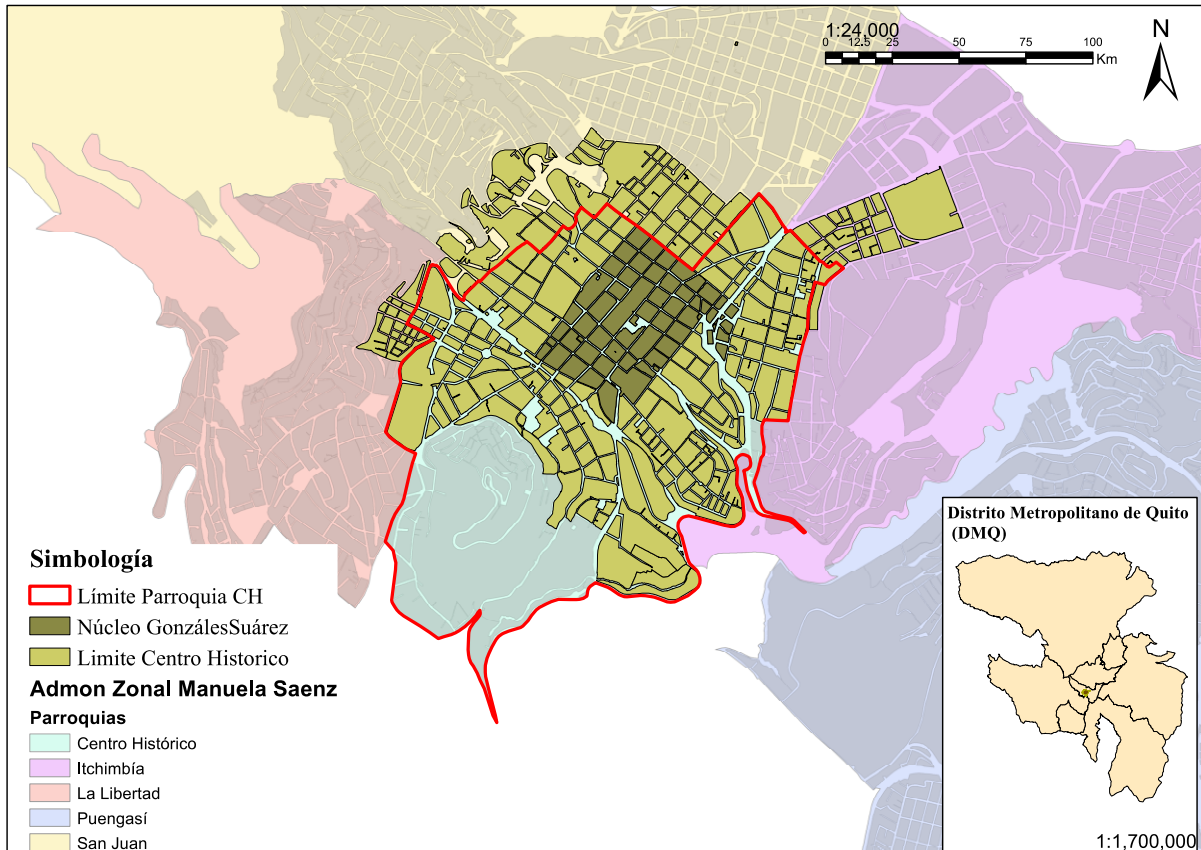 1:24,000
0 12.5 25 50 75 100
Km
N
Simbología
Límite Parroquia CH
Núcleo GonzálesSuárez
Limite Centro Historico
Admon Zonal Manuela Saenz
Parroquias
Centro Histórico
Itchimbía
La Libertad
Puengasí
San Juan
Distrito Metropolitano de Quito
(DMQ)
1:1,700,000